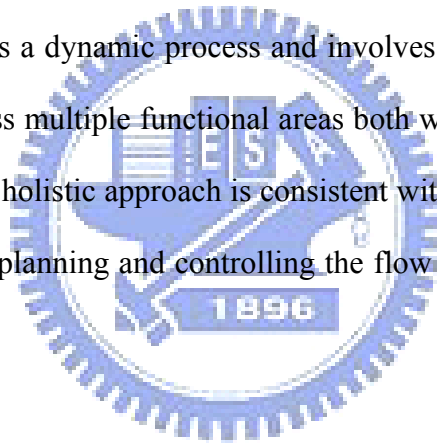 s a dynamic process and involves
ss multiple functional areas both w
holistic approach is consistent wit
planning and controlling the flow
E S
A
1896